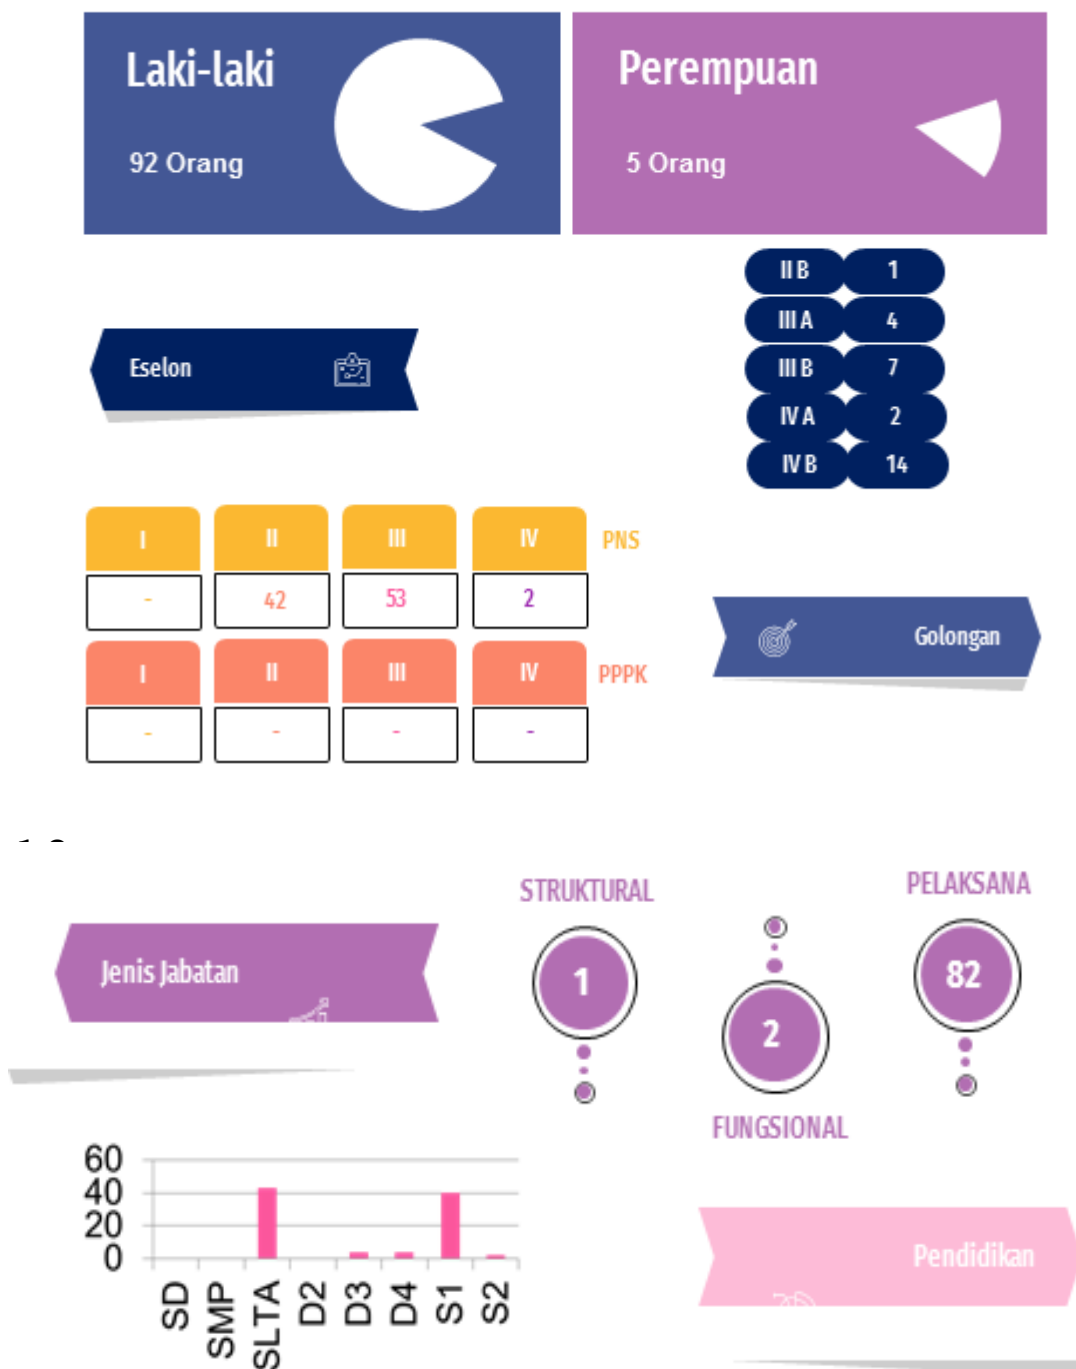 Laki-laki
92 Orang
Perempuan
5 Orang
Eselon
II B 1
III A 4
III B 7
IV A 2
IV B 14
I II III IV PNS
- 42 53 2
I II III IV PPPK
- - - -
Golongan
Jenis Jabatan
STRUKTURAL
1
2
FUNGSIONAL
PELAKSANA
82
60
40
20
0
SD SMP SLTA D2 D3 D4 S1 S2
Pendidikan